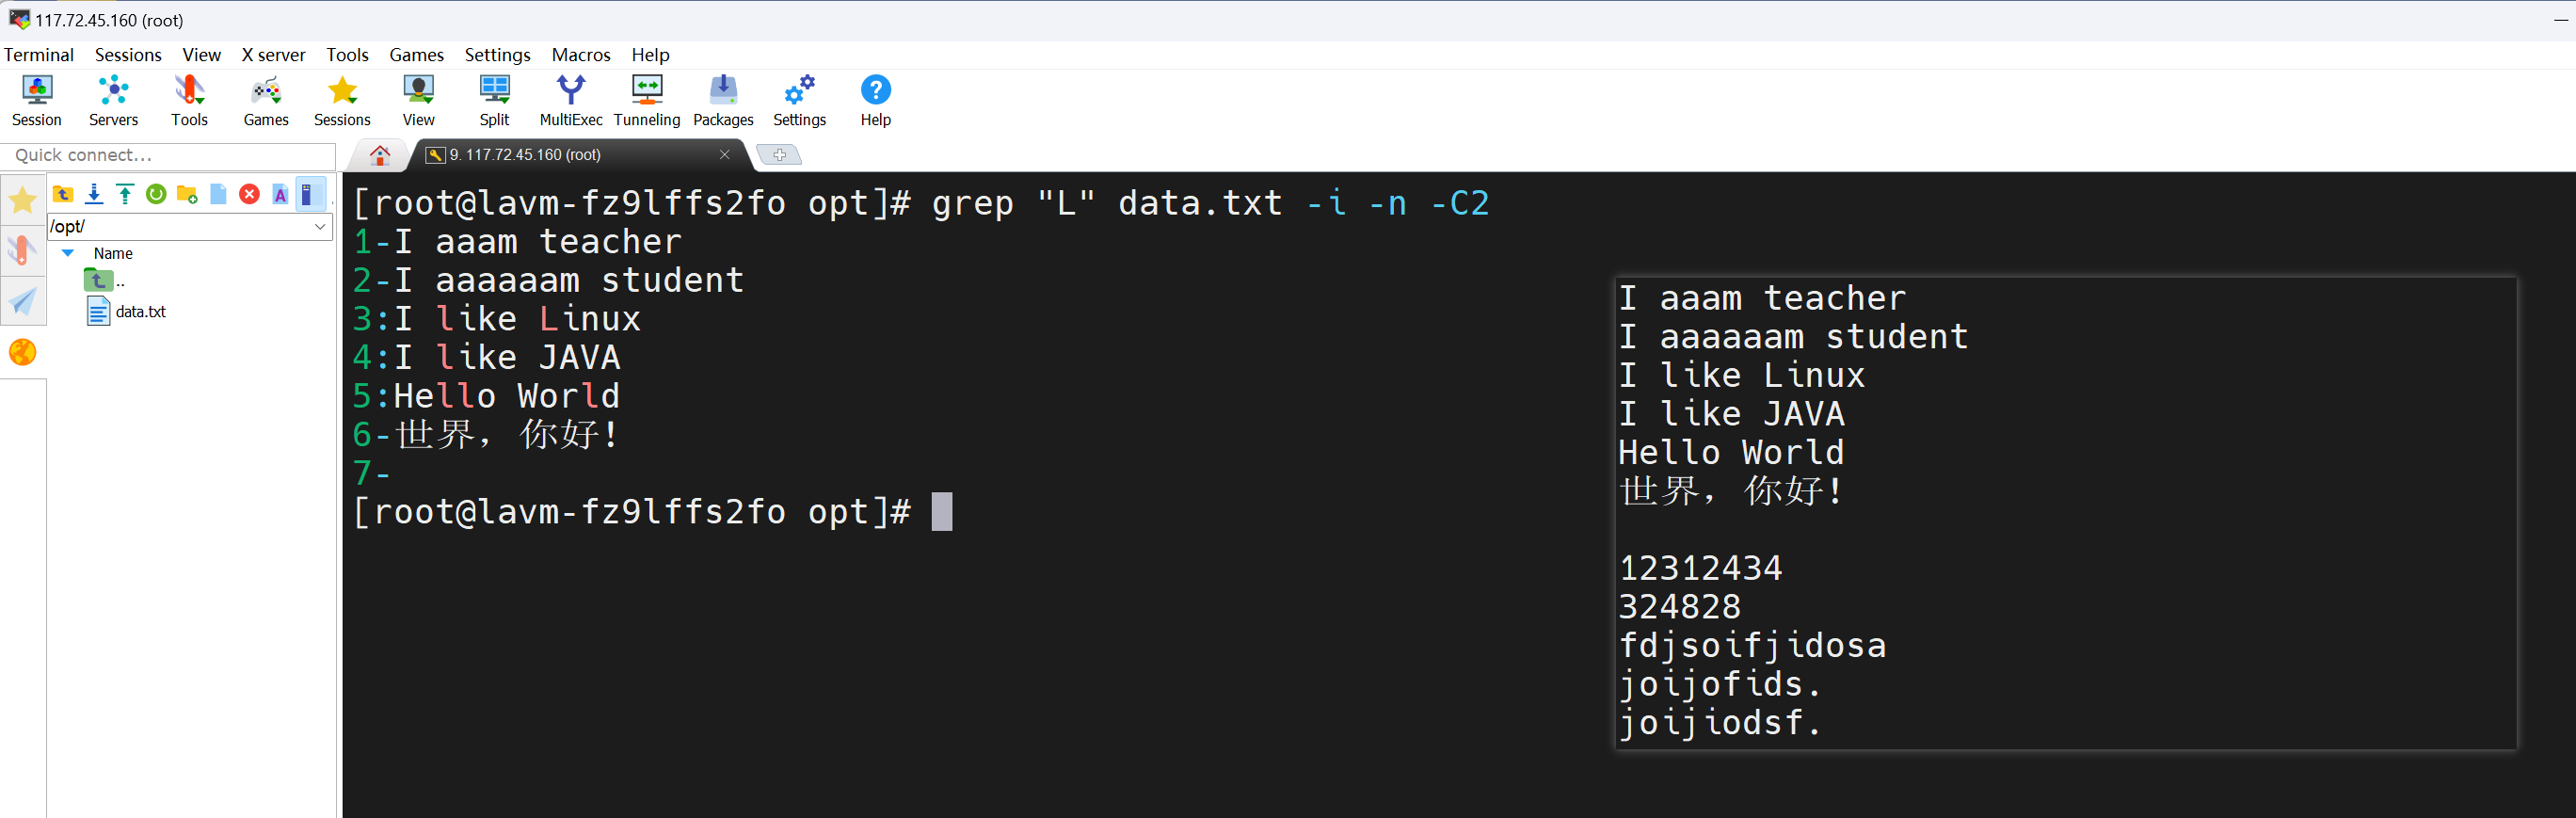 117.72.45.160 (root)
Terminal Sessions View X server Tools Games Settings Macros Help
Session Servers Tools Games Sessions View Split MultiExec Tunneling Packages Settings Help
Quick connect...
9. 117.72.45.160 (root)
/opt/
Name
..
data.txt
[root@lavm-fz9lffs2fo opt]# grep "L" data.txt -i -n -C2
1-I aaam teacher
2-I aaaaaam student
3:I like Linux
4:I like JAVA
5:Hello World
6-世界，你好！
7-
[root@lavm-fz9lffs2fo opt]#
I aaam teacher
I aaaaaam student
I like Linux
I like JAVA
Hello World
世界，你好！
12312434
324828
fdjsoifjidosa
joijofids.
joijiodsf.